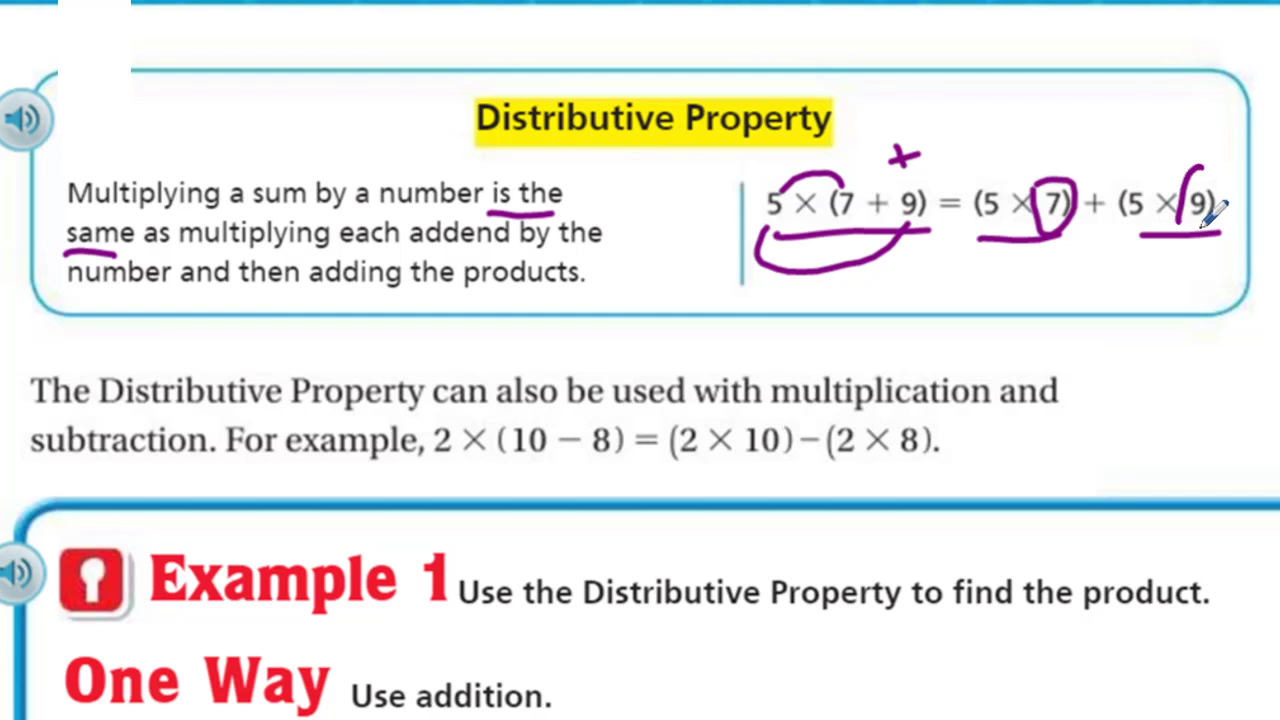 Distributive Property
+
Multiplying a sum by a number is the
same as multiplying each addend by the
number and then adding the products.
5 × (7 + 9) = (5 × 7) + (5 × 9)
The Distributive Property can also be used with multiplication and
subtraction. For example, 2 × (10 − 8) = (2 × 10) − (2 × 8).
Example 1 Use the Distributive Property to find the product.
One Way Use addition.